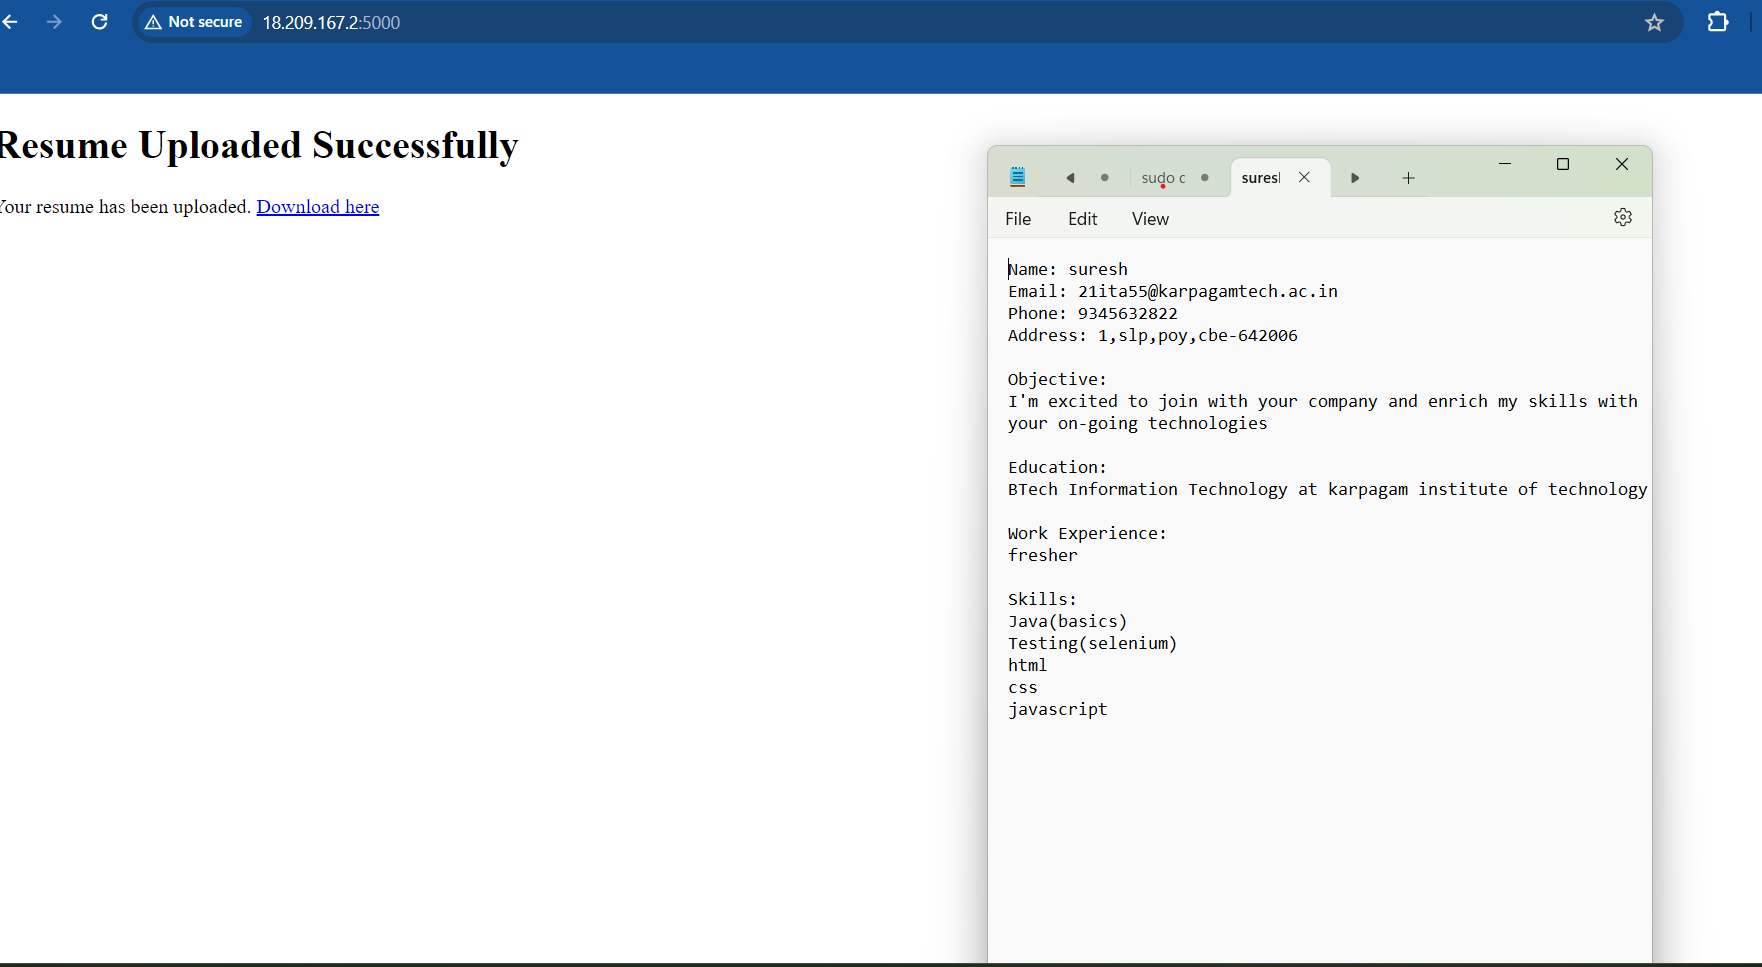 Not secure 18.209.167.2:5000
Resume Uploaded Successfully
Your resume has been uploaded. Download here
sudo c
suresh
File Edit View
Name: suresh
Email: 21ita55@karpagamtech.ac.in
Phone: 9345632822
Address: 1,slp,poy,cbe-642006
Objective:
I'm excited to join with your company and enrich my skills with
your on-going technologies
Education:
BTech Information Technology at karpagam institute of technology
Work Experience:
fresher
Skills:
Java(basics)
Testing(selenium)
html
css
javascript